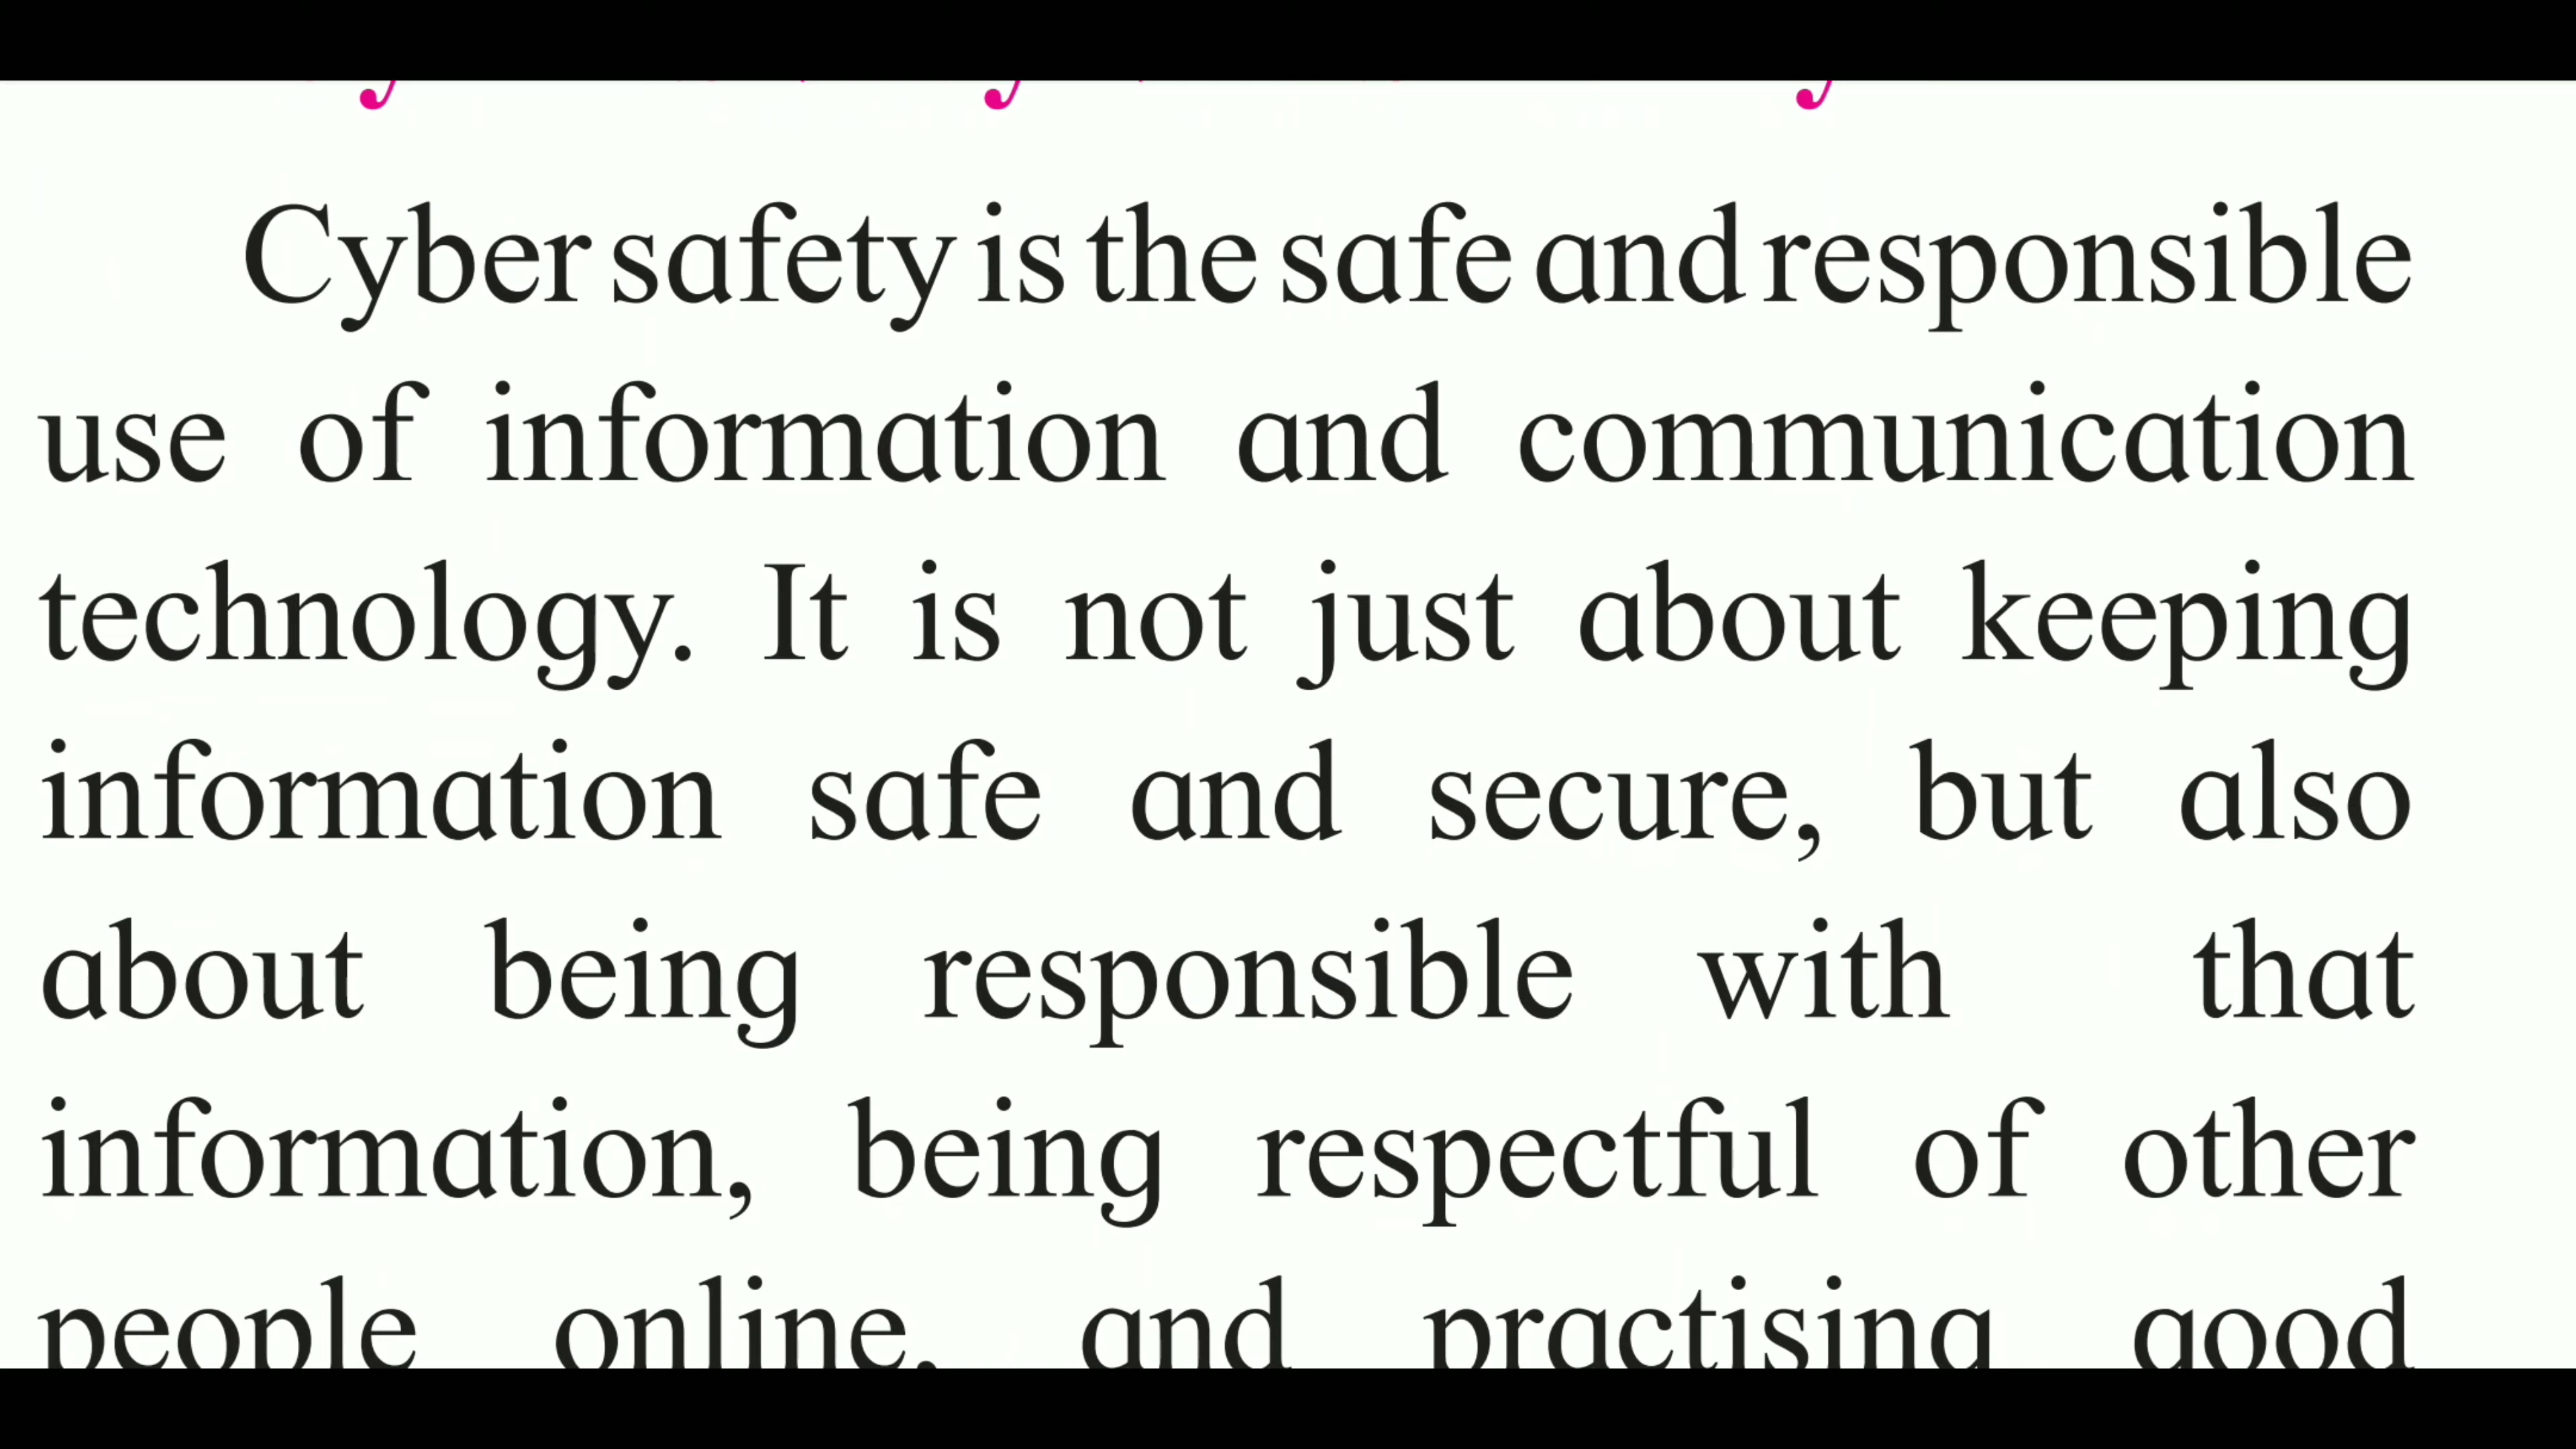 Cyber safety is the safe and responsible
use of information and communication
technology. It is not just about keeping
information safe and secure, but also
about being responsible with that
information, being respectful of other
people online, and practising good